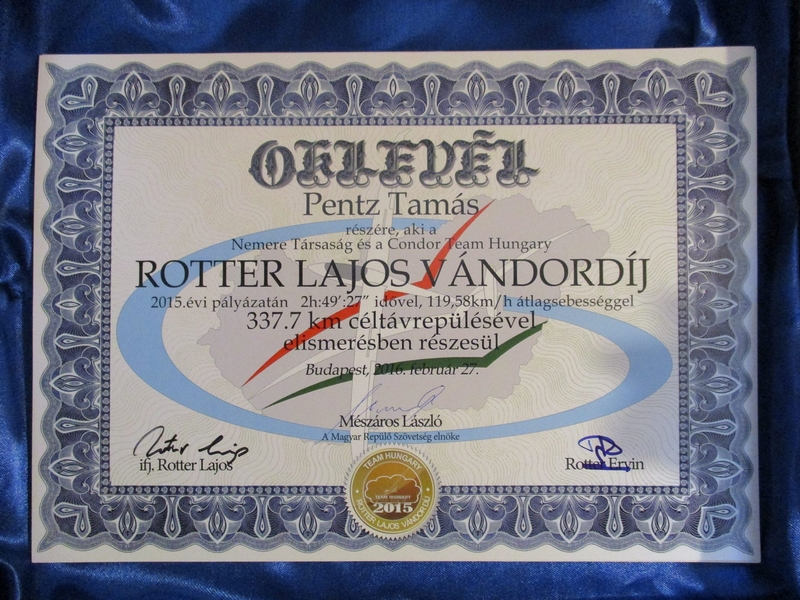 OKLEVÉL
Pentz Tamás
részére, aki a
Nemere Társaság és a Condor Team Hungary
ROTTER LAJOS VÁNDORDÍJ
2015.évi pályázatán 2h:49':27" idővel, 119,58km/h átlagsebességgel
337.7 km céltávrepülésével
elismerésben részesül
Budapest, 2016. február 27.
Mészáros László
A Magyar Repülő Szövetség elnöke
ifj. Rotter Lajos
Rotter Ervin
TEAM HUNGARY
TEAM HUNGARY
2015
ROTTER LAJOS VÁNDORDÍJ